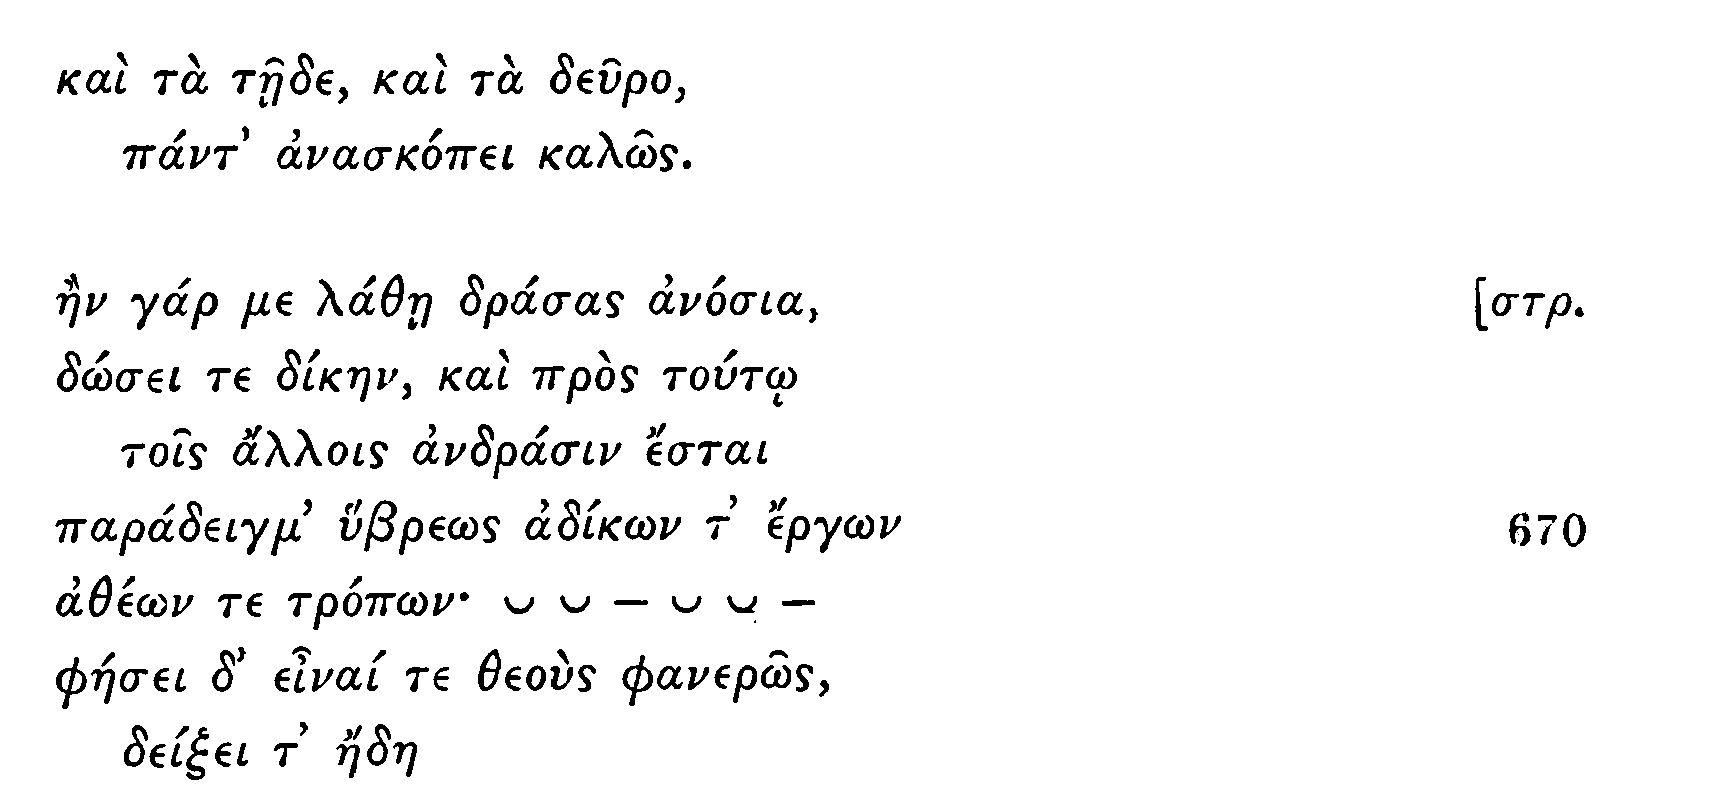 καὶ τὰ τῇδε, καὶ τὰ δεῦρο,
πάντ’ ἀνασκόπει καλῶς.
ἢν γάρ με λάθῃ δράσας ἀνόσια, [στρ.
δώσει τε δίκην, καὶ πρὸς τούτῳ
τοῖς ἄλλοις ἀνδράσιν ἔσται
παράδειγμ’ ὕβρεως ἀδίκων τ’ ἔργων 670
ἀθέων τε τρόπων· ⏑ ⏑ – ⏑ ⏑ –
φήσει δ’ εἶναί τε θεοὺς φανερῶς,
δείξει τ’ ἤδη